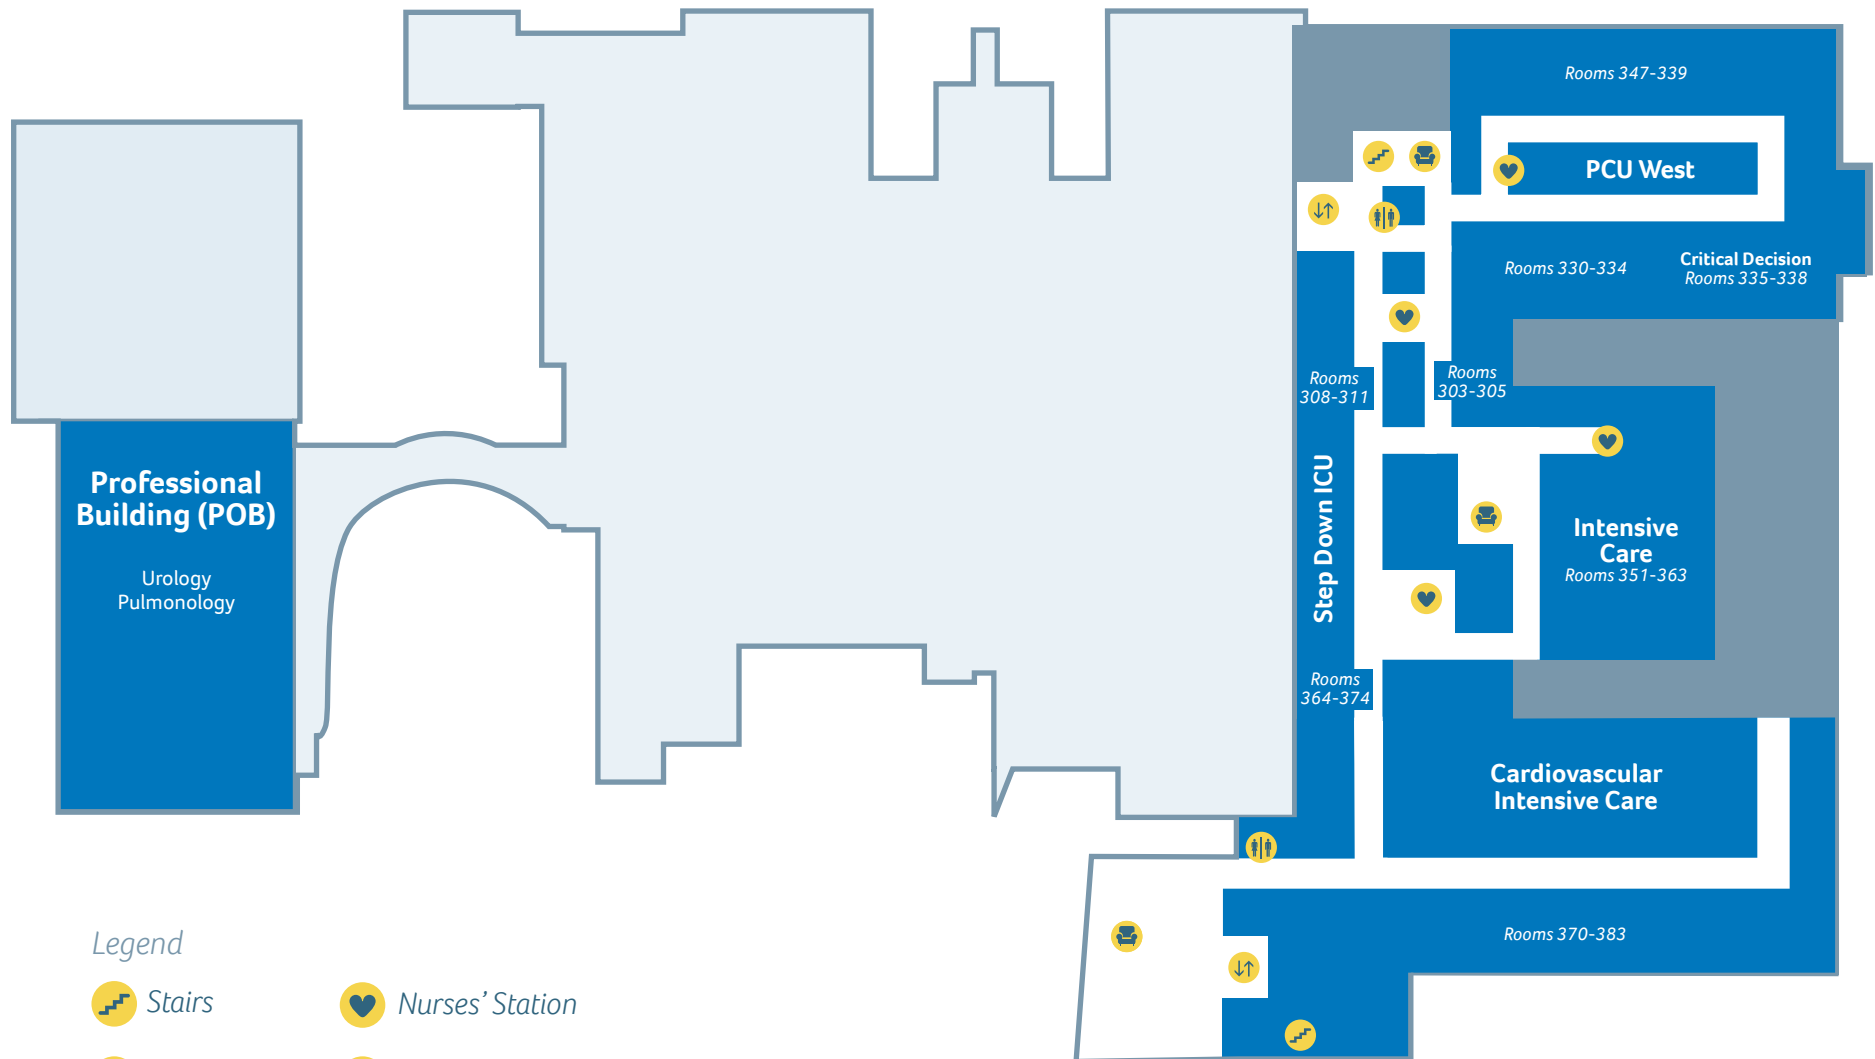 Rooms 347-339
PCU West
Rooms 330-334
Critical Decision
Rooms 335-338
Rooms
308-311
Rooms
303-305
Step Down ICU
Intensive
Care
Rooms 351-363
Rooms
364-374
Cardiovascular
Intensive Care
Rooms 370-383
Professional
Building (POB)
Urology
Pulmonology
Legend
Stairs
Nurses’ Station